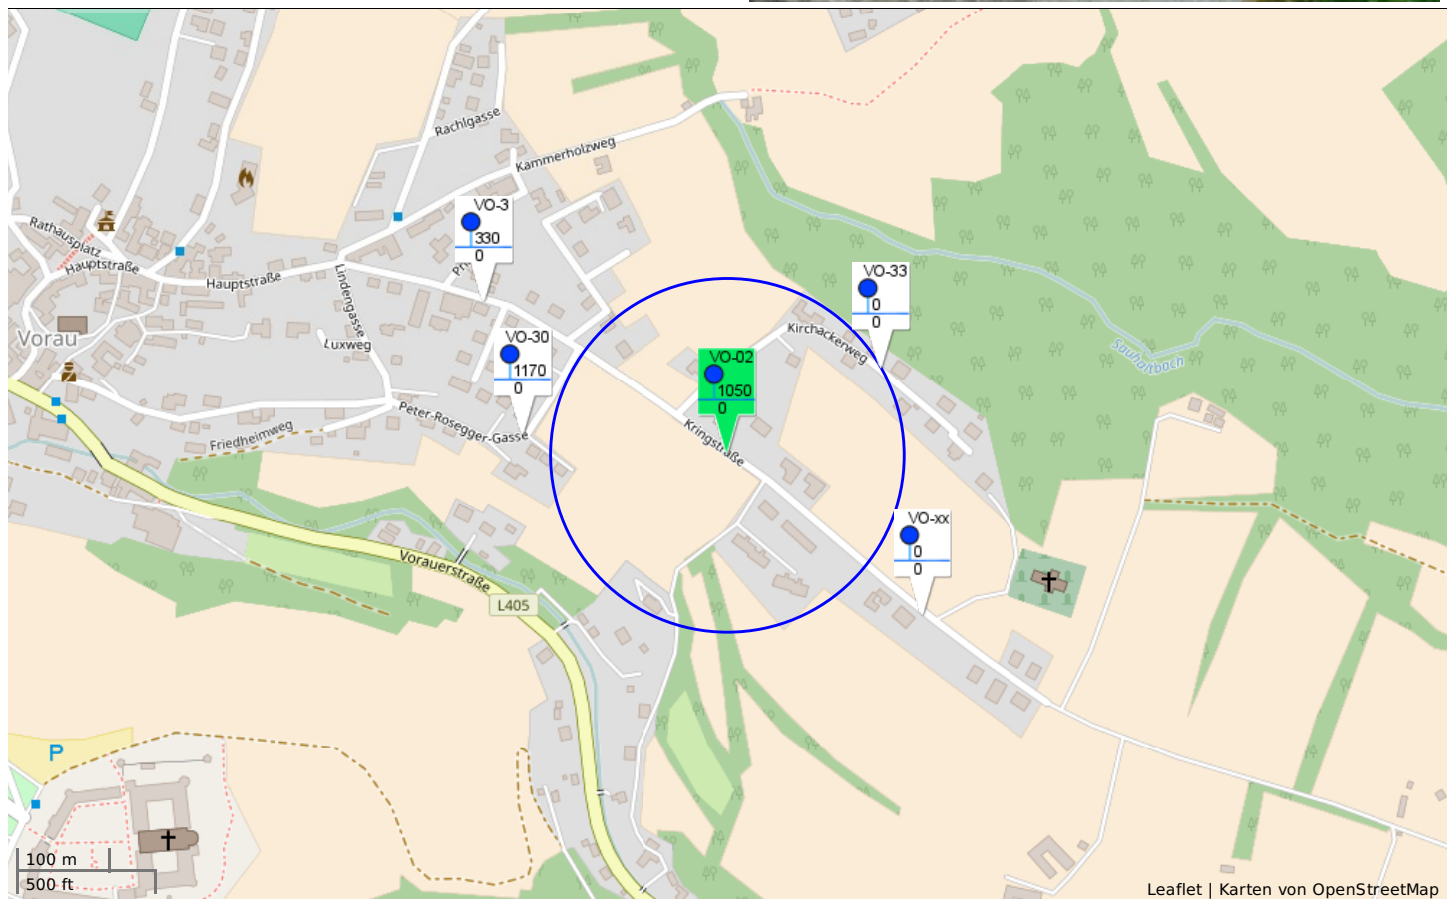 Rachlgasse
Kammerholzweg
VO-3
330
0
Rathausplatz
Hauptstraße
Hauptstraße
Lindengasse
VO-33
0
0
Vorau
Luxweg
VO-30
1170
0
Kirchackerweg
VO-02
1050
0
Sauhaltbach
Peter-Rosegger-Gasse
Friedheimweg
Kringstraße
VO-xx
0
0
Vorauerstraße
L405
P
100 m
500 ft
Leaflet | Karten von OpenStreetMap